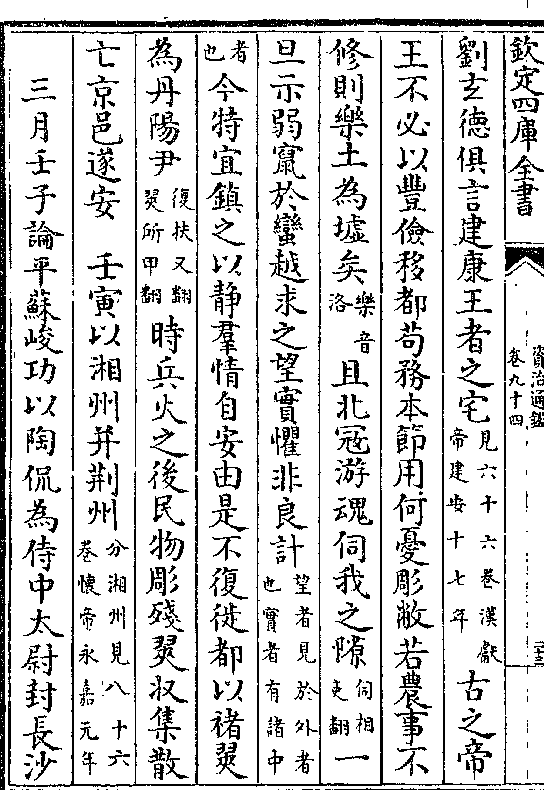 欽定四庫全書
資治通鑑
卷九十四
劉玄徳俱言建康王者之宅見六十六卷漢獻帝建安十七年古之帝
王不必以豐儉移都苟務本節用何憂彫敝若農事不
修則樂土為墟矣樂音洛且北冦游魂伺我之隙伺相吏翻一
旦示弱竄於蠻越求之望實懼非良計望者見於外者也實者有諸中
者也今特宜鎮之以静羣情自安由是不復徙都以褚翜
為丹陽尹復扶又翻翜所甲翻時兵火之後民物彫殘翜収集散
亡京邑遂安　壬寅以湘州并荆州分湘州見八十六卷懷帝永嘉元年
三月壬子論平蘇峻功以陶侃為侍中太尉封長沙